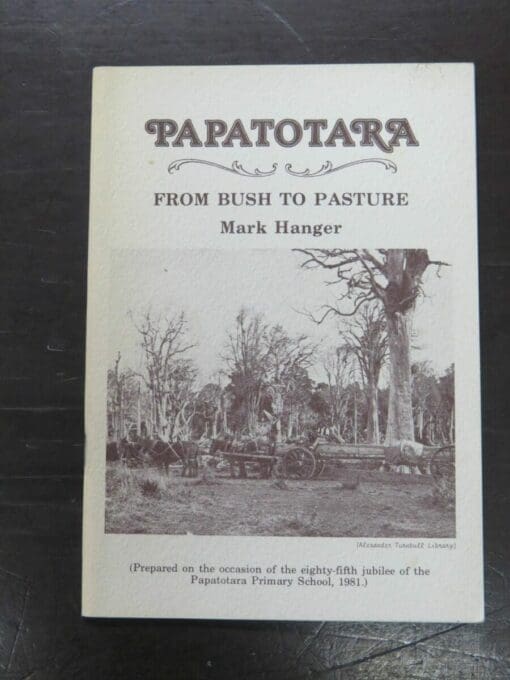 PAPATOTARA
FROM BUSH TO PASTURE
Mark Hanger
(Alexander Turnbull Library)
(Prepared on the occasion of the eighty-fifth jubilee of the
Papatotara Primary School, 1981.)